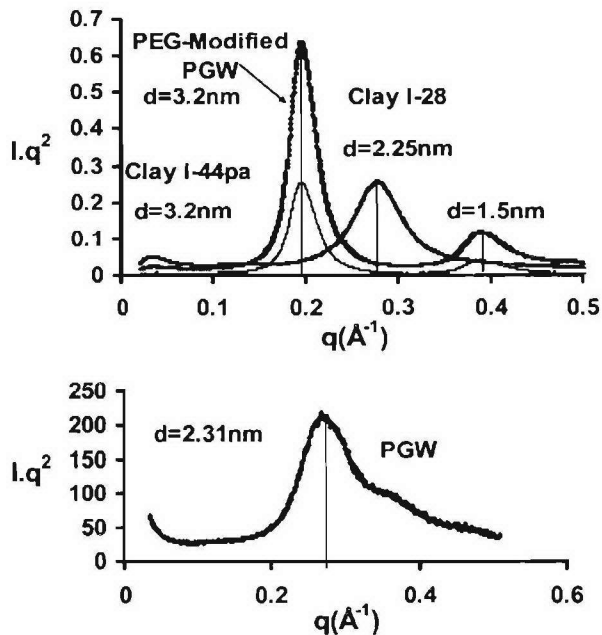 0.7
PEG-Modified
PGW
d=3.2nm
0.6
0.5
0.4
0.3
0.2
0.1
0
I.q2
Clay I-28
d=2.25nm
Clay I-44pa
d=3.2nm
d=1.5nm
0 0.1 0.2 0.3 0.4 0.5
q(Å-1)
250
200
150
100
50
0
I.q2
d=2.31nm
PGW
0 0.2 0.4 0.6
q(Å-1)